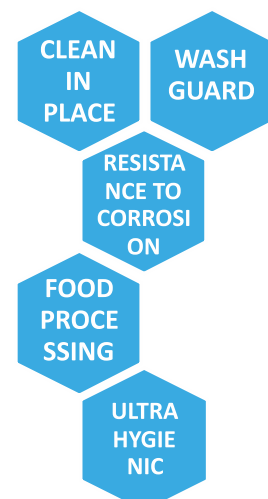 CLEAN
IN
PLACE
WASH
GUARD
RESISTA
NCE TO
CORROSI
ON
FOOD
PROCE
SSING
ULTRA
HYGIE
NIC